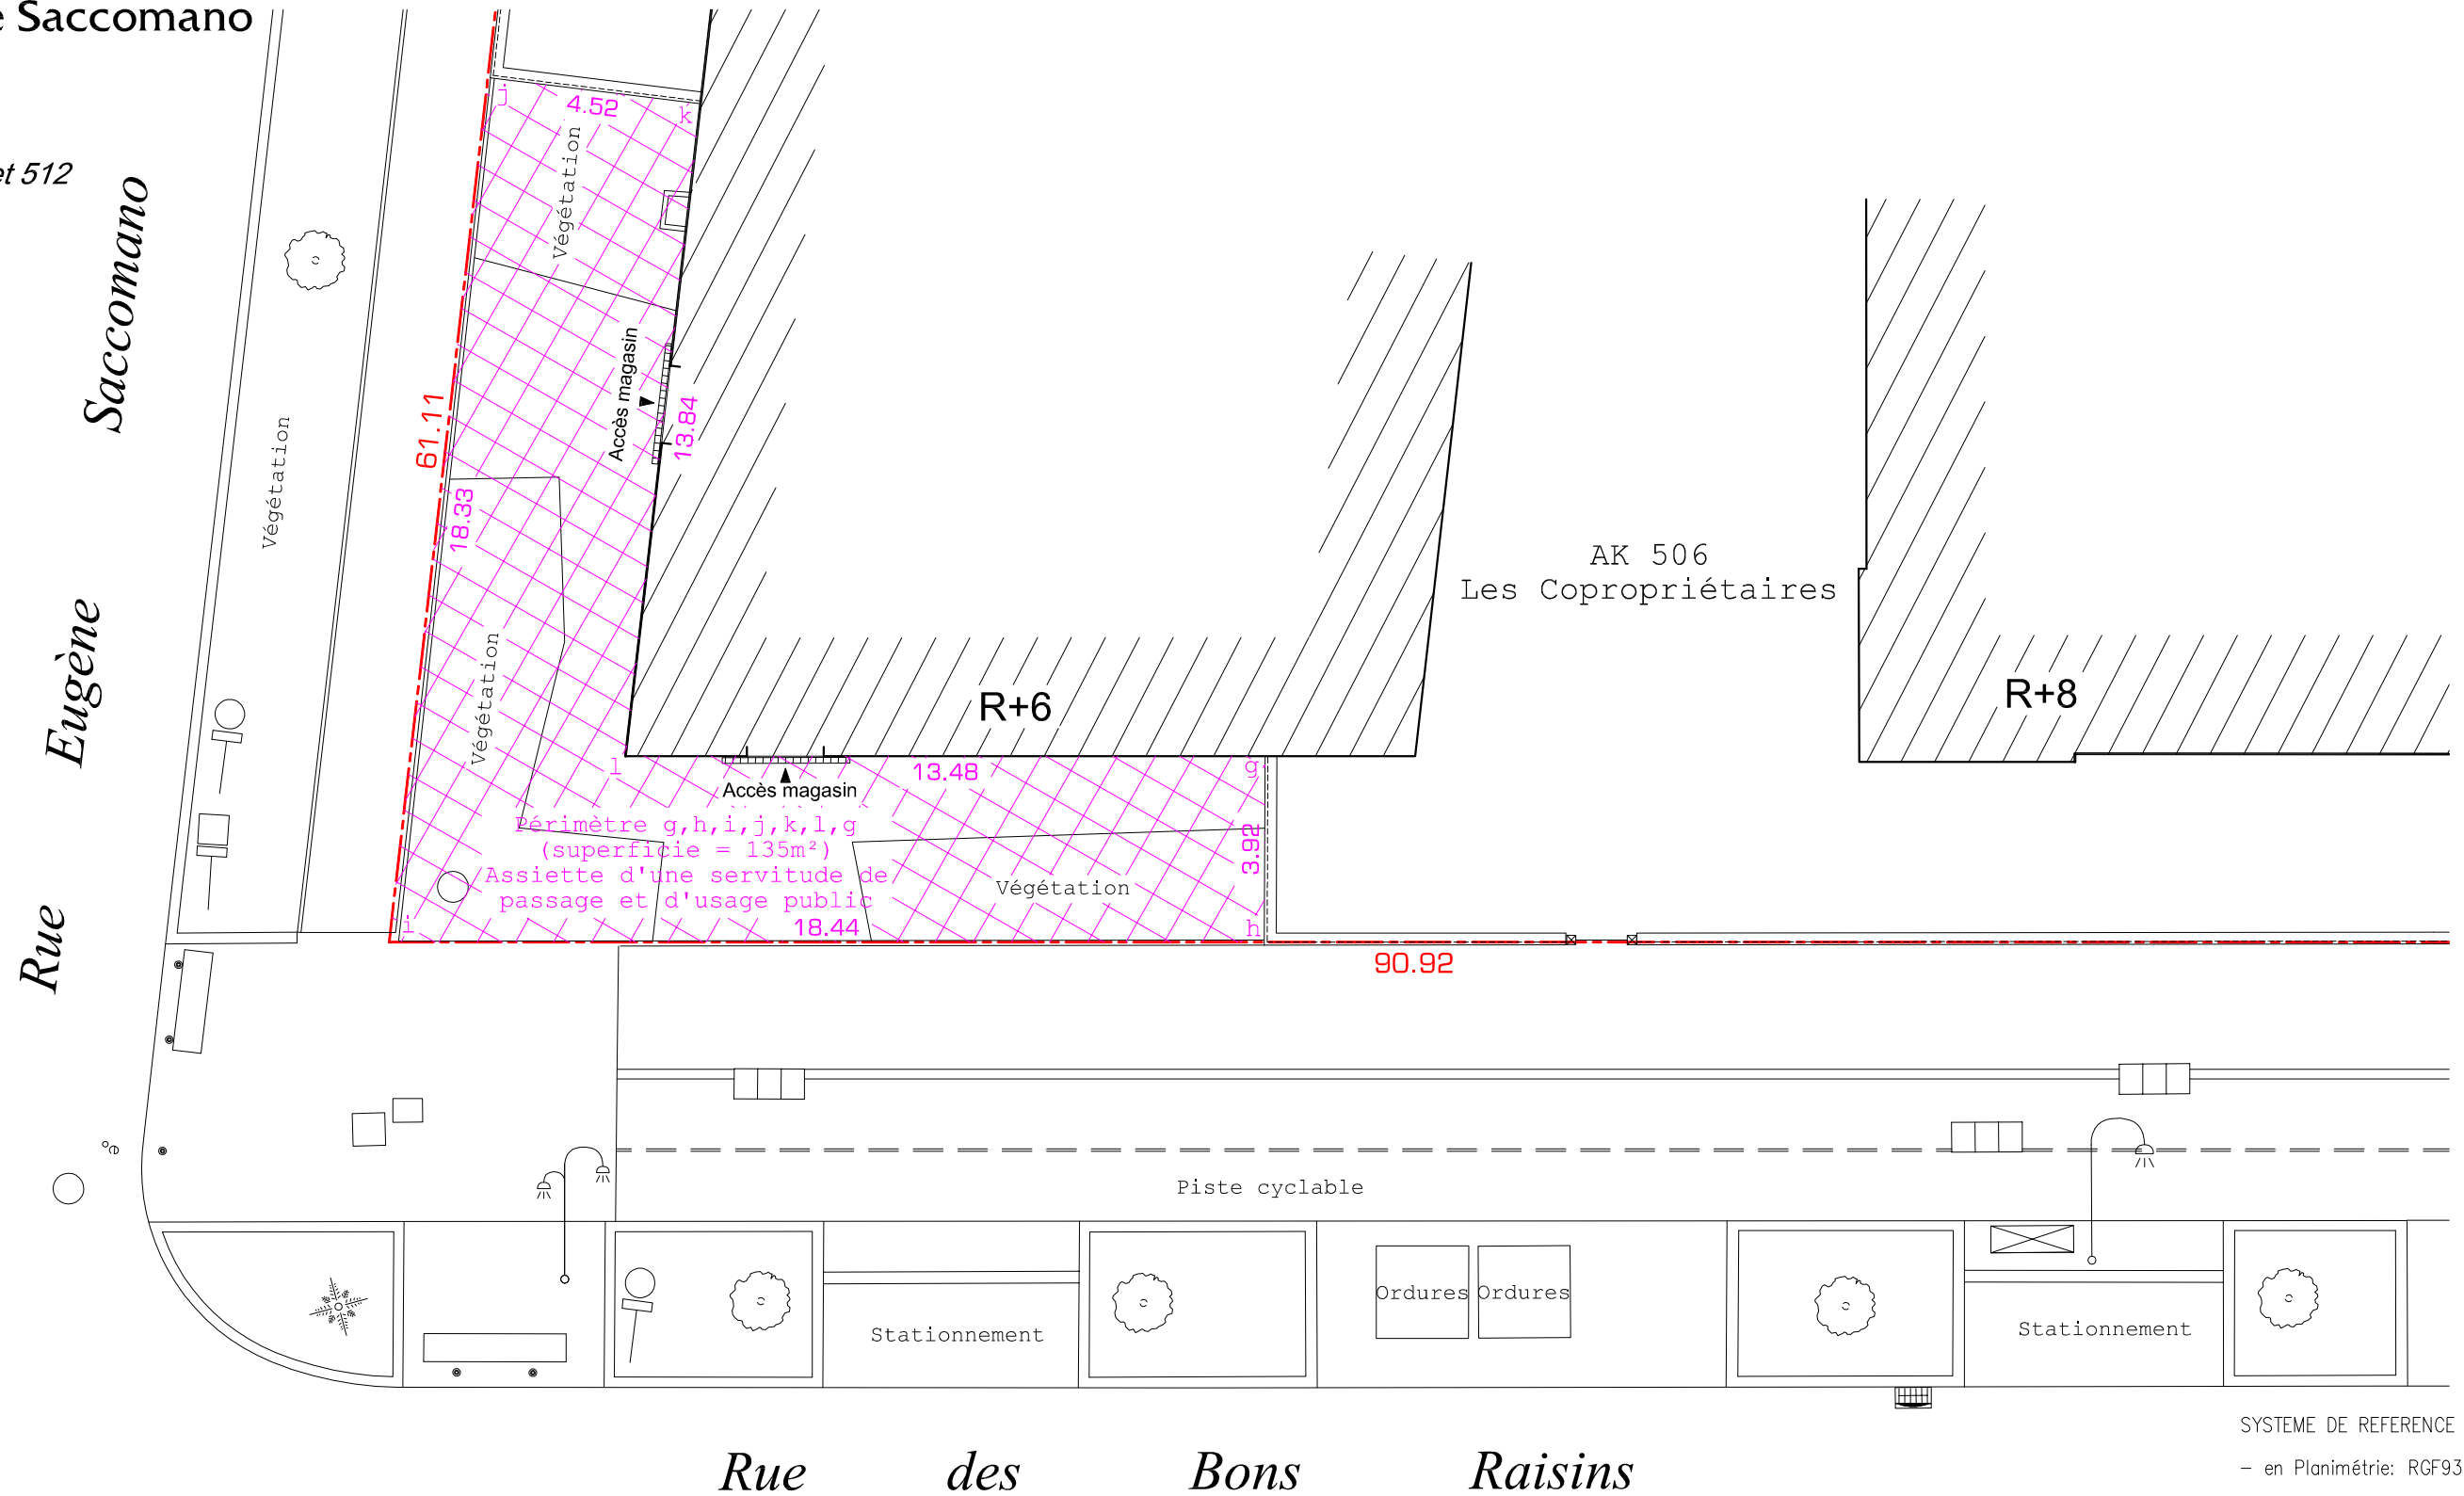 Saccomano
et 512
Rue Eugène Saccomano
Végétation
61.11
j
4.52
k
Végétation
Accès magasin
13.84
18.33
Végétation
l
R+6
Accès magasin
13.48
g
Périmètre g,h,i,j,k,l,g
(superficie = 135m²)
Assiette d'une servitude de
passage et d'usage public
3.92
Végétation
i
18.44
h
90.92
AK 506
Les Copropriétaires
R+8
Piste cyclable
Stationnement
Ordures
Ordures
Stationnement
Rue des Bons Raisins
SYSTEME DE REFERENCE
- en Planimétrie: RGF93